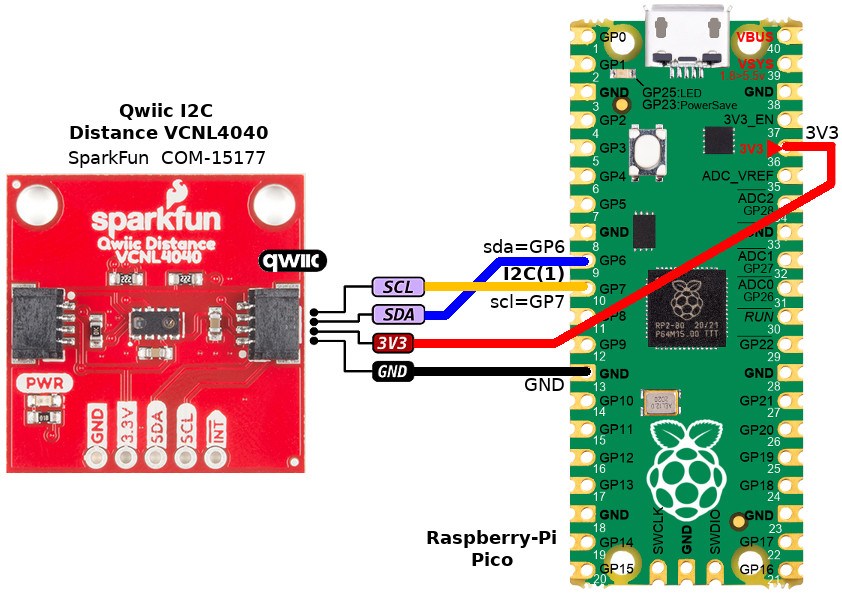 Qwiic I2C
Distance VCNL4040
SparkFun COM-15177
sparkfun
Qwiic Distance
VCNL4040
qwiic
PWR
GND
3.3V
SDA
SCL
INT
SCL
SDA
3V3
GND
sda=GP6
I2C(1)
scl=GP7
GND
3V3
Raspberry-Pi
Pico
GP0
1
GP1
2
GND
3
GP2
4
GP3
5
GP4
6
GP5
7
GND
8
GP6
9
GP7
10
GP8
11
GP9
12
GND
13
GP10
14
GP11
15
GP12
16
GP13
17
GND
18
GP14
19
GP15
20
GP25:LED
GP23:PowerSave
RP2-B0 20/21
P64M15.00 TTT
SWCLK
GND
SWDIO
VBUS
40
VSYS
1.8÷5.5v
39
GND
38
3V3_EN
37
3V3
36
ADC_VREF
35
ADC2
GP28
34
GND
33
ADC1
GP27
32
ADC0
GP26
31
RUN
30
GP22
29
GND
28
GP21
27
GP20
26
GP19
25
GP18
24
GND
23
GP17
22
GP16
21